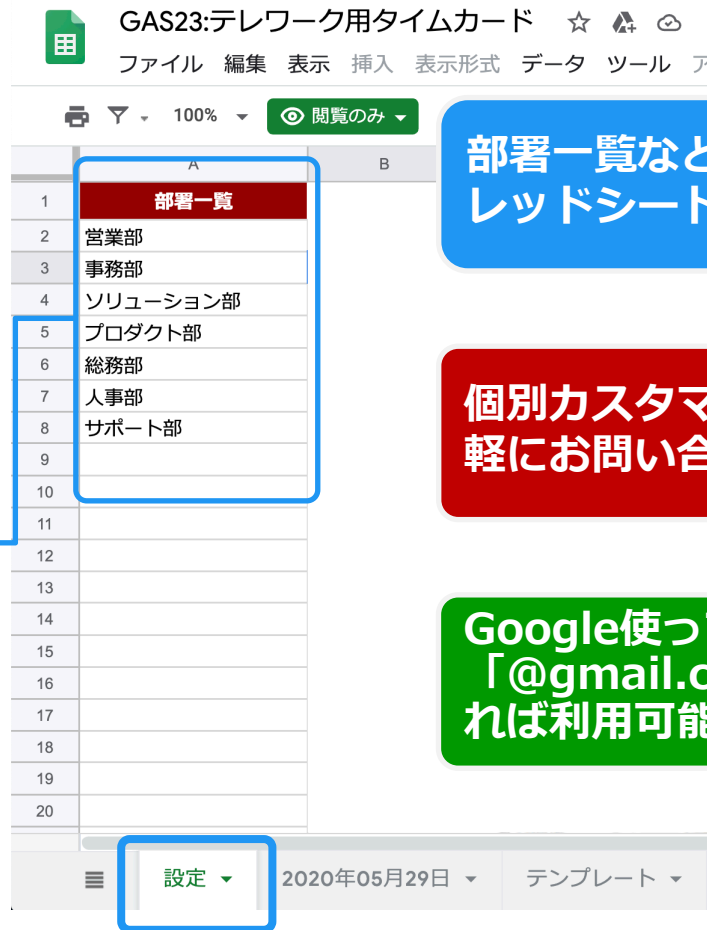 GAS23:テレワーク用タイムカード
ファイル 編集 表示 挿入 表示形式 データ ツール
100% 閲覧のみ
A B
1 部署一覧
2 営業部
3 事務部
4 ソリューション部
5 プロダクト部
6 総務部
7 人事部
8 サポート部
9
10
11
12
13
14
15
16
17
18
19
20
部署一覧など
レッドシート
個別カスタマ
軽にお問い合
Google使っ
「@gmail.c
れば利用可能
設定 2020年05月29日 テンプレート